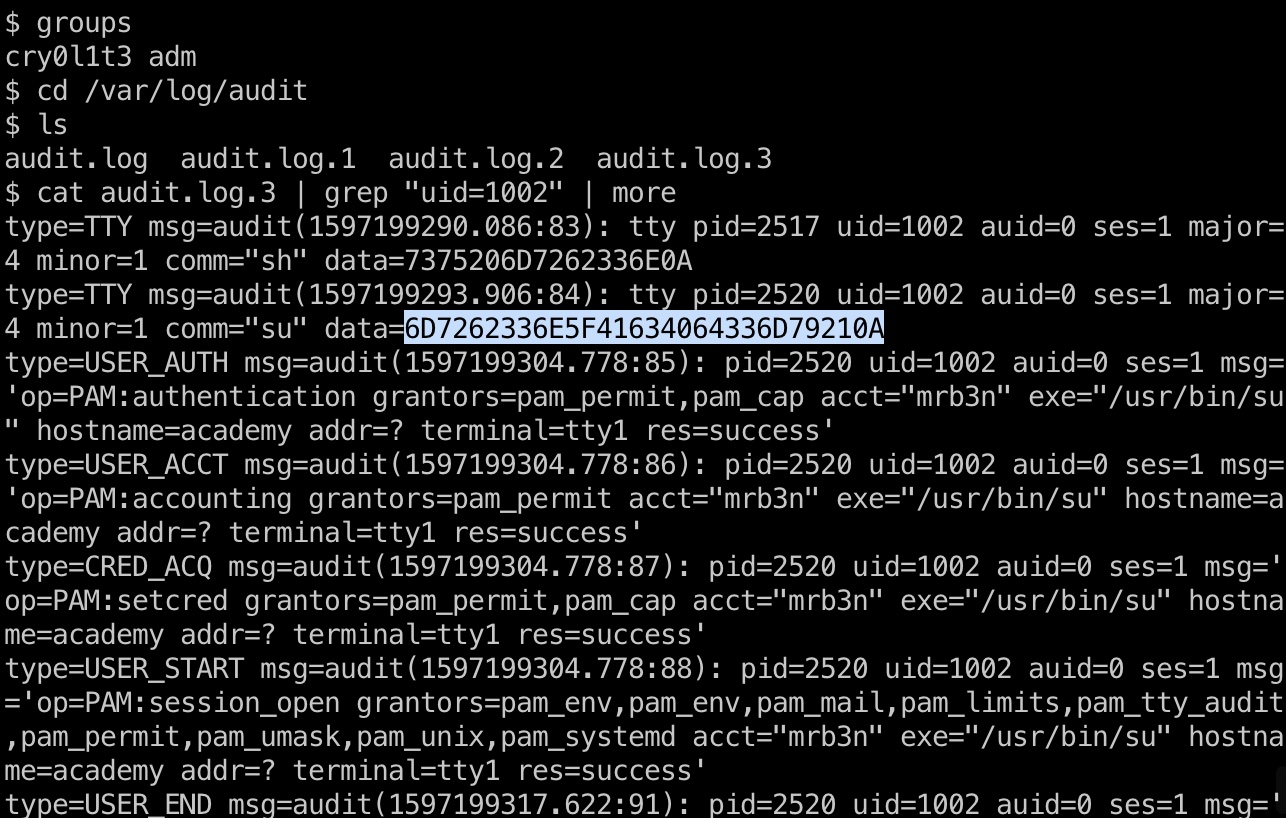 $ groups
cry0l1t3 adm
$ cd /var/log/audit
$ ls
audit.log  audit.log.1  audit.log.2  audit.log.3
$ cat audit.log.3 | grep "uid=1002" | more
type=TTY msg=audit(1597199290.086:83): tty pid=2517 uid=1002 auid=0 ses=1 major=
4 minor=1 comm="sh" data=7375206D7262336E0A
type=TTY msg=audit(1597199293.906:84): tty pid=2520 uid=1002 auid=0 ses=1 major=
4 minor=1 comm="su" data=6D7262336E5F41634064336D79210A
type=USER_AUTH msg=audit(1597199304.778:85): pid=2520 uid=1002 auid=0 ses=1 msg=
'op=PAM:authentication grantors=pam_permit,pam_cap acct="mrb3n" exe="/usr/bin/su
" hostname=academy addr=? terminal=tty1 res=success'
type=USER_ACCT msg=audit(1597199304.778:86): pid=2520 uid=1002 auid=0 ses=1 msg=
'op=PAM:accounting grantors=pam_permit acct="mrb3n" exe="/usr/bin/su" hostname=a
cademy addr=? terminal=tty1 res=success'
type=CRED_ACQ msg=audit(1597199304.778:87): pid=2520 uid=1002 auid=0 ses=1 msg='
op=PAM:setcred grantors=pam_permit,pam_cap acct="mrb3n" exe="/usr/bin/su" hostna
me=academy addr=? terminal=tty1 res=success'
type=USER_START msg=audit(1597199304.778:88): pid=2520 uid=1002 auid=0 ses=1 msg
='op=PAM:session_open grantors=pam_env,pam_env,pam_mail,pam_limits,pam_tty_audit
,pam_permit,pam_umask,pam_unix,pam_systemd acct="mrb3n" exe="/usr/bin/su" hostna
me=academy addr=? terminal=tty1 res=success'
type=USER_END msg=audit(1597199317.622:91): pid=2520 uid=1002 auid=0 ses=1 msg='